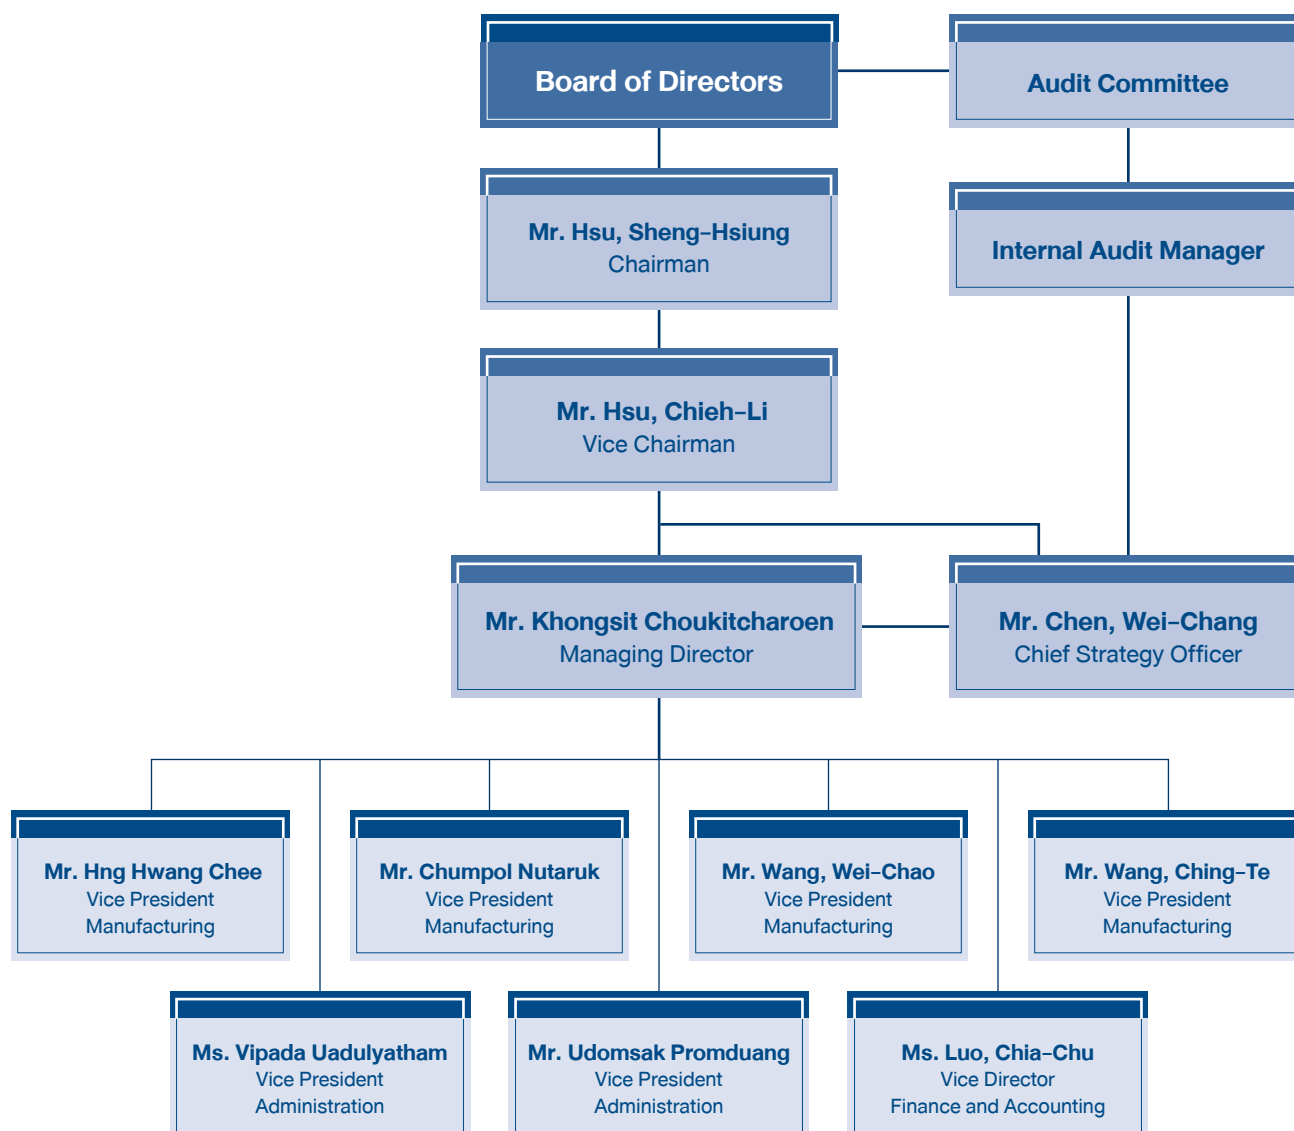 Board of Directors
Audit Committee
Mr. Hsu, Sheng-Hsiung
Chairman
Internal Audit Manager
Mr. Hsu, Chieh-Li
Vice Chairman
Mr. Khongsit Choukitcharoen
Managing Director
Mr. Chen, Wei-Chang
Chief Strategy Officer
Mr. Hng Hwang Chee
Vice President
Manufacturing
Mr. Chumpol Nutaruk
Vice President
Manufacturing
Mr. Wang, Wei-Chao
Vice President
Manufacturing
Mr. Wang, Ching-Te
Vice President
Manufacturing
Ms. Vipada Uadulyatham
Vice President
Administration
Mr. Udomsak Promduang
Vice President
Administration
Ms. Luo, Chia-Chu
Vice Director
Finance and Accounting